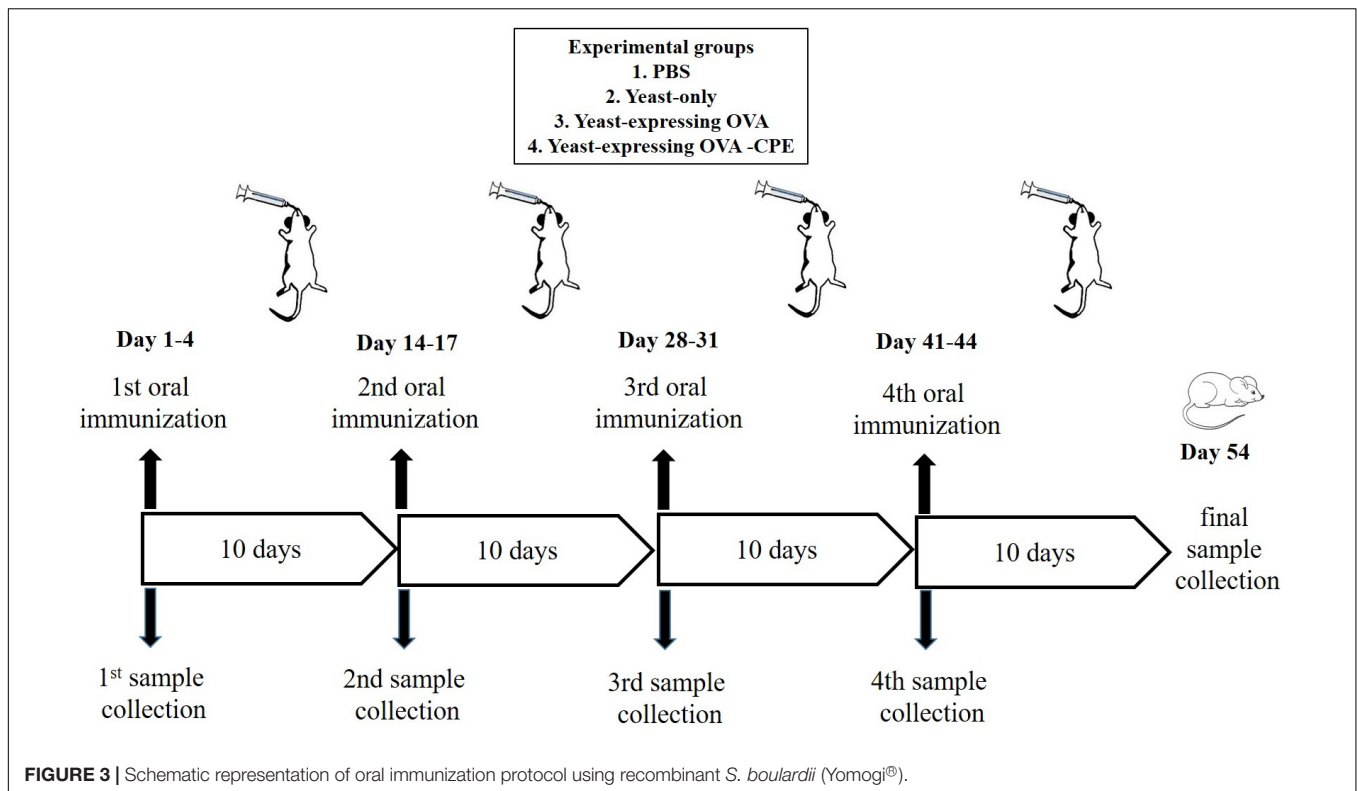 Experimental groups
1. PBS
2. Yeast-only
3. Yeast-expressing OVA
4. Yeast-expressing OVA -CPE
Day 1-4
1st oral
immunization
Day 14-17
2nd oral
immunization
Day 28-31
3rd oral
immunization
Day 41-44
4th oral
immunization
Day 54
final
sample
collection
10 days
10 days
10 days
10 days
1st sample
collection
2nd sample
collection
3rd sample
collection
4th sample
collection
FIGURE 3 | Schematic representation of oral immunization protocol using recombinant S. boulardii (Yomogi®).